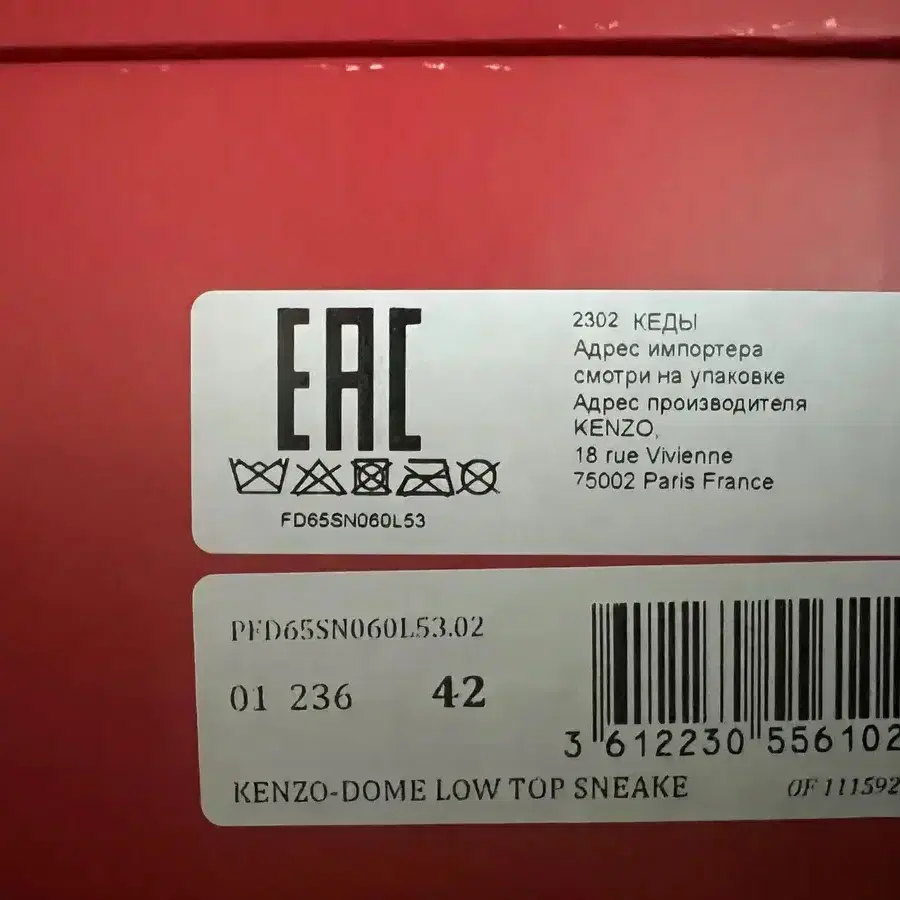 EAC
FD65SN060L53
2302 КЕДЫ
Адрес импортера
смотри на упаковке
Адрес производителя
KENZO,
18 rue Vivienne
75002 Paris France
PFD65SN060L53.02
01 236 42
3 612230 556102
KENZO-DOME LOW TOP SNEAKE
OF 111592